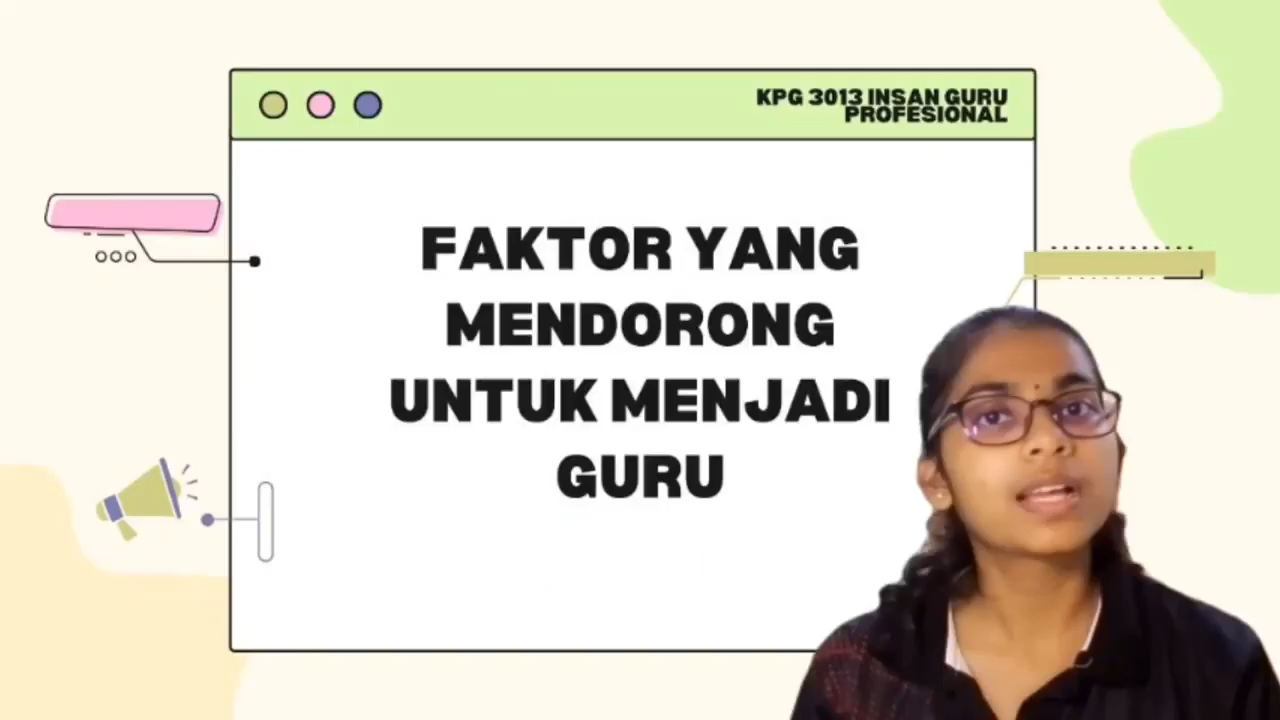 KPG 3013 INSAN GURU
PROFESIONAL
FAKTOR YANG
MENDORONG
UNTUK MENJADI
GURU